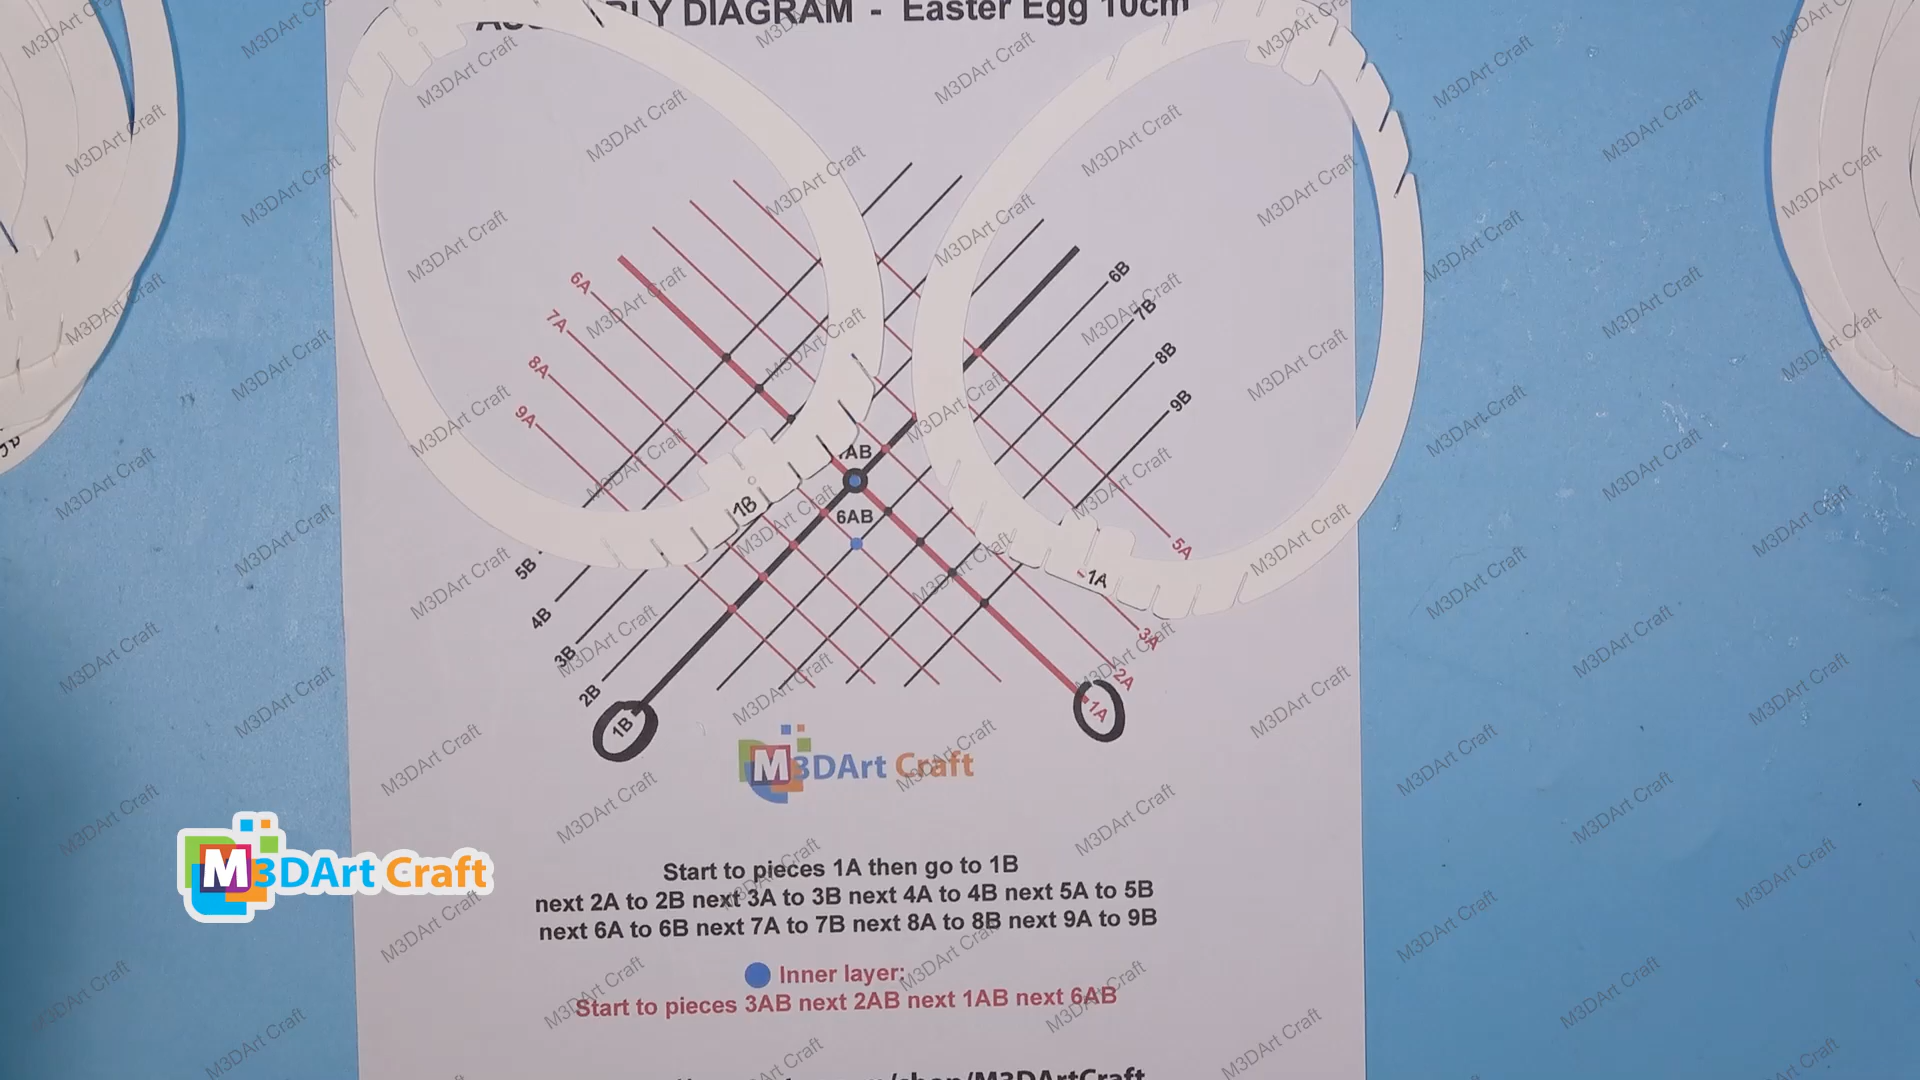 LY DIAGRAM - Easter Egg 10cm
6B
7B
8B
9B
6A
7A
8A
9A
AB
1B
6AB
5A
5B
1A
4B
3A
3B
2A
2B
1B
1A
M3DArt Craft
M3DArt Craft
Start to pieces 1A then go to 1B
next 2A to 2B next 3A to 3B next 4A to 4B next 5A to 5B
next 6A to 6B next 7A to 7B next 8A to 8B next 9A to 9B
Inner layer:
Start to pieces 3AB next 2AB next 1AB next 6AB
/shop/M3DArtCraft